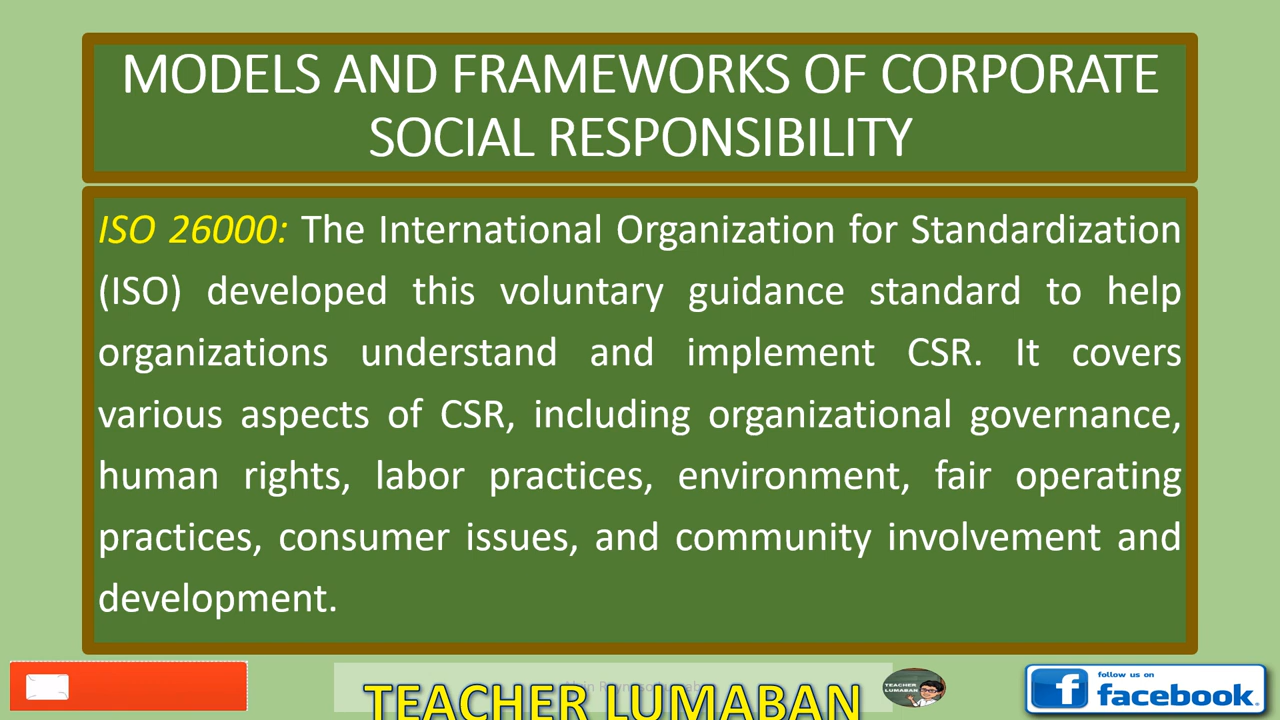 MODELS AND FRAMEWORKS OF CORPORATE
SOCIAL RESPONSIBILITY
ISO 26000: The International Organization for Standardization
(ISO) developed this voluntary guidance standard to help
organizations understand and implement CSR. It covers
various aspects of CSR, including organizational governance,
human rights, labor practices, environment, fair operating
practices, consumer issues, and community involvement and
development.
TEACHER LUMABAN
TEACHER
LUMABAN
follow us on
facebook.